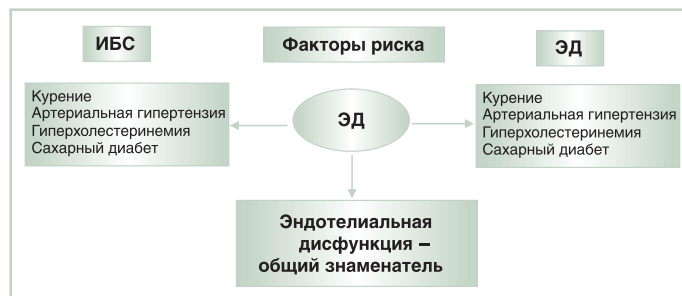 ИБС
Факторы риска
ЭД
Курение
Артериальная гипертензия
Гиперхолестеринемия
Сахарный диабет
ЭД
Курение
Артериальная гипертензия
Гиперхолестеринемия
Сахарный диабет
Эндотелиальная
дисфункция –
общий знаменатель